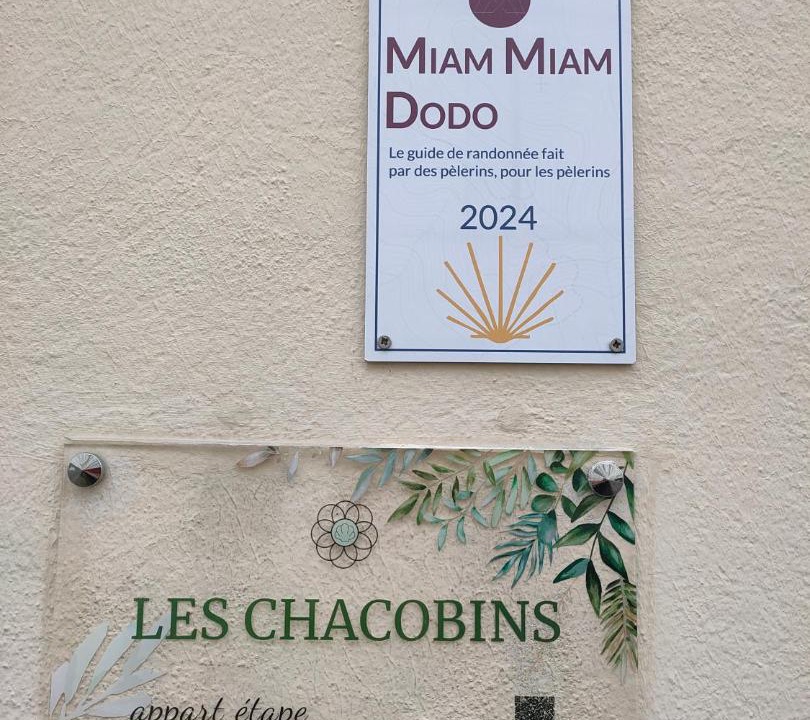 Miam Miam
Dodo
Le guide de randonnée fait
par des pèlerins, pour les pèlerins
2024
LES CHACOBINS
appart étape